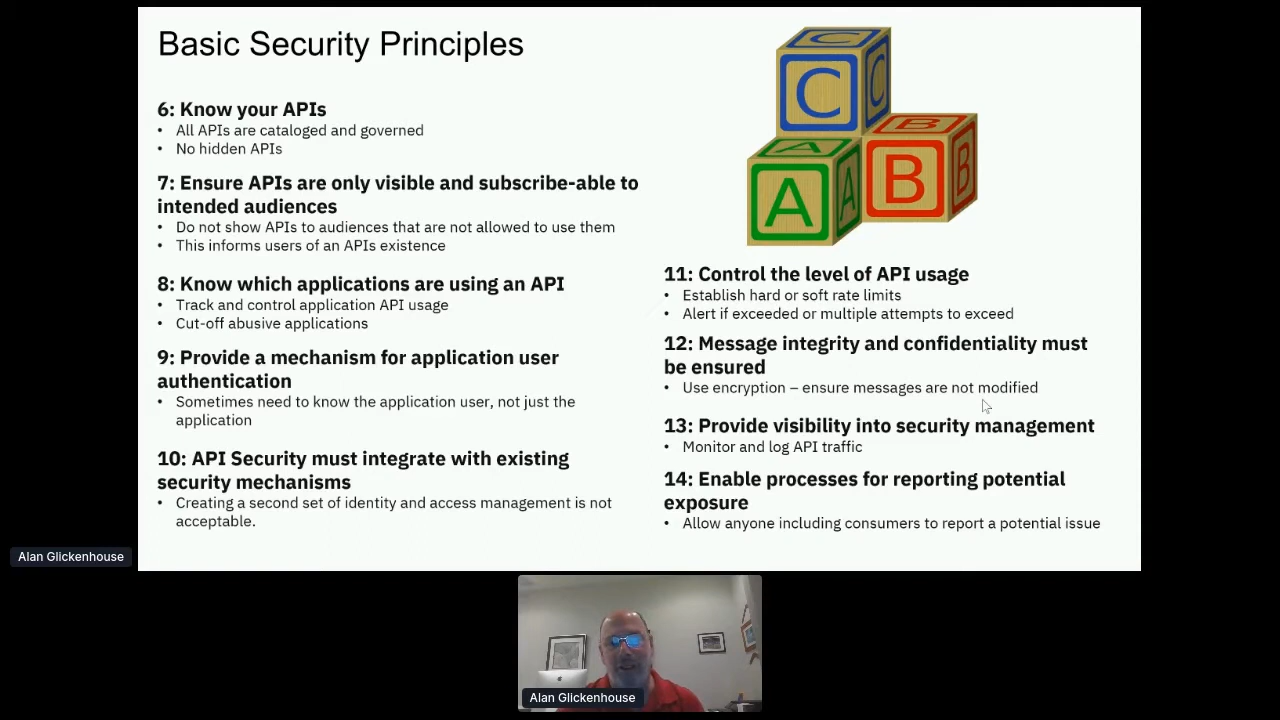 Basic Security Principles
6: Know your APIs
• All APIs are cataloged and governed
• No hidden APIs
7: Ensure APIs are only visible and subscribe-able to
intended audiences
• Do not show APIs to audiences that are not allowed to use them
• This informs users of an APIs existence
8: Know which applications are using an API
• Track and control application API usage
• Cut-off abusive applications
9: Provide a mechanism for application user
authentication
• Sometimes need to know the application user, not just the
application
10: API Security must integrate with existing
security mechanisms
• Creating a second set of identity and access management is not
acceptable.
C
C
C
A
A
A
B
B
B
11: Control the level of API usage
• Establish hard or soft rate limits
• Alert if exceeded or multiple attempts to exceed
12: Message integrity and confidentiality must
be ensured
• Use encryption – ensure messages are not modified
13: Provide visibility into security management
• Monitor and log API traffic
14: Enable processes for reporting potential
exposure
• Allow anyone including consumers to report a potential issue
Alan Glickenhouse
Alan Glickenhouse